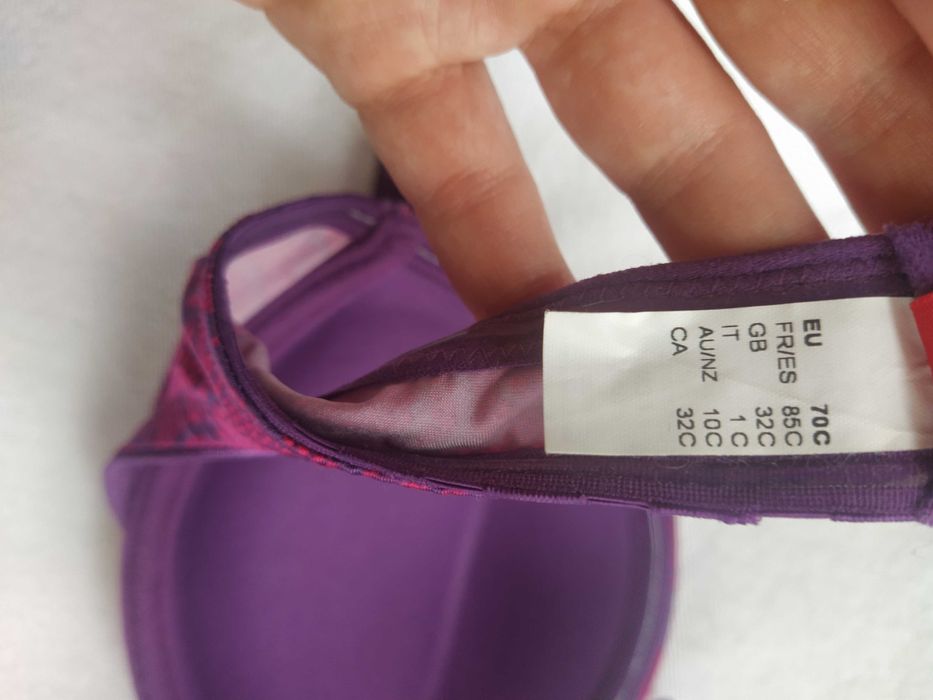 EU 70C
FR/ES 85C
GB 32C
IT 1 C
AU/NZ 10C
CA 32C